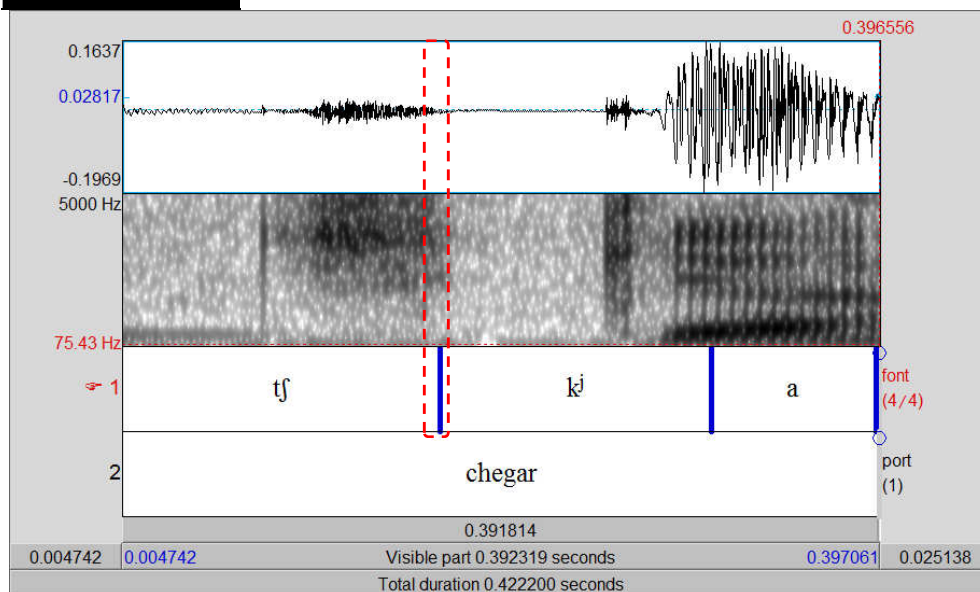 0.396556
0.1637
0.02817
-0.1969
5000 Hz
75.43 Hz
☞ 1 tʃ kʲ a font (4/4)
2 chegar port (1)
0.391814
0.004742 0.004742 Visible part 0.392319 seconds 0.397061 0.025138
Total duration 0.422200 seconds